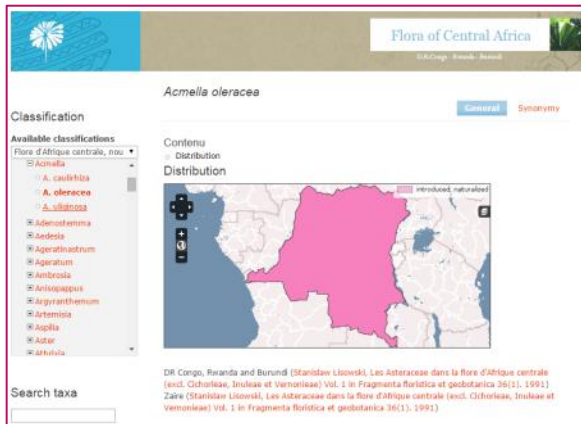 Flora of Central Africa
Acmella oleracea
General
Synonymy
Classification
Available classifications
Flore d'Afrique centrale, nou
Acmella
A. caulirhiza
A. oleracea
A. uliginosa
Adenostemma
Aedesia
Ageratinastrum
Ageratum
Ambrosia
Anisopappus
Argyranthemum
Artemisia
Aspilia
Aster
Athrixia
Search taxa
Contenu
Distribution
Distribution
introduced: naturalized
DR Congo, Rwanda and Burundi (Stanislaw Lisowski, Les Asteraceae dans la flore d'Afrique centrale
(excl. Cichorieae, Inuleae et Vernonieae) Vol. 1 in Fragmenta floristica et geobotanica 36(1). 1991)
Zaire (Stanislaw Lisowski, Les Asteraceae dans la flore d'Afrique centrale (excl. Cichorieae, Inuleae et
Vernonieae) Vol. 1 in Fragmenta floristica et geobotanica 36(1). 1991)